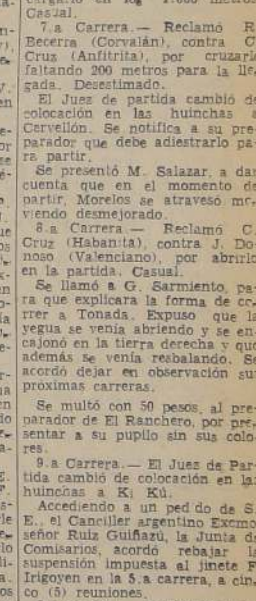 Casual.
7.a Carrera.— Reclamó R.
Becerra (Corvalán), contra C.
Cruz (Anfitrita), por cruzarle
faltando 200 metros para la lle-
gada. Desestimado.
El Juez de partida cambió de
colocación en las huinchas a
Cervellón. Se notifica a su pre-
parador que debe adiestrarlo pa-
ra partir.
Se presentó M. Salazar, a dar
cuenta que en el momento de
partir, Morelos se atravesó mo-
viendo desmejorado.
8.a Carrera.— Reclamó C.
Cruz (Habanita), contra J. Do-
noso (Valenciano), por abrirle
en la partida. Casual.
Se llamó a G. Sarmiento, pa-
ra que explicara la forma de co-
rrer a Tonada. Expuso que la
yegua se venía abriendo y se en-
cajonó en la tierra derecha y que
además se venía resbalando. Se
acordó dejar en observación sus
próximas carreras.
Se multó con 50 pesos, al pre-
parador de El Ranchero, por pre-
sentar a su pupilo sin sus colo-
res.
9.a Carrera.— El Juez de Par-
tida cambió de colocación en las
huinchas a Ki Kú.
Accediendo a un pedido de S.
E., el Canciller argentino Excmo.
señor Ruiz Guiñazú, la Junta de
Comisarios, acordó rebajar la
suspensión impuesta al jinete F.
Irigoyen en la 5.a carrera, a cin-
co (5) reuniones.